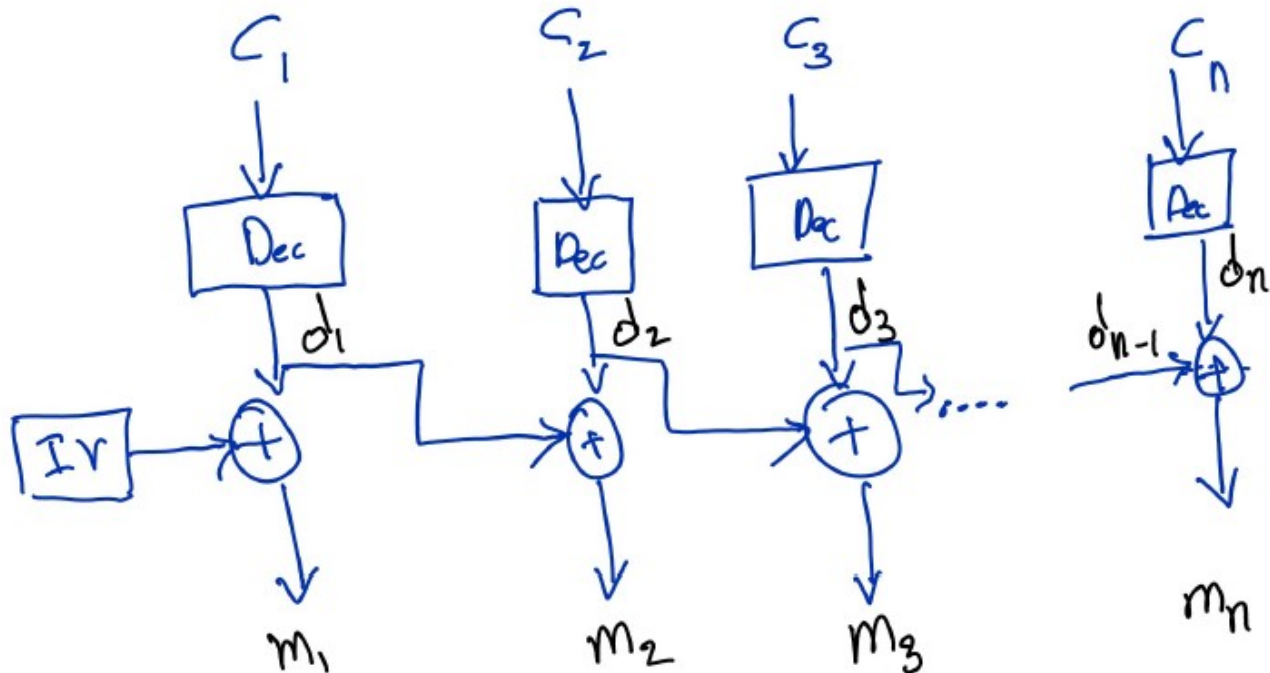 C₁ C₂ C₃ Cₙ
Dec Dec Dec Dec
d₁ d₂ d₃ dₙ
dₙ₋₁
IV + + + .... +
m₁ m₂ m₃ mₙ